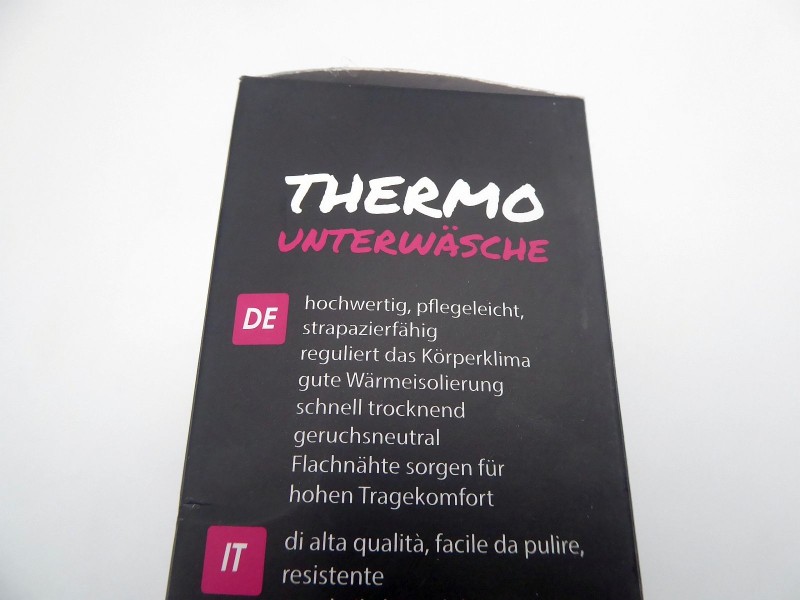 THERMO
UNTERWÄSCHE
DE
hochwertig, pflegeleicht,
strapazierfähig
reguliert das Körperklima
gute Wärmeisolierung
schnell trocknend
geruchsneutral
Flachnähte sorgen für
hohen Tragekomfort
IT
di alta qualità, facile da pulire,
resistente